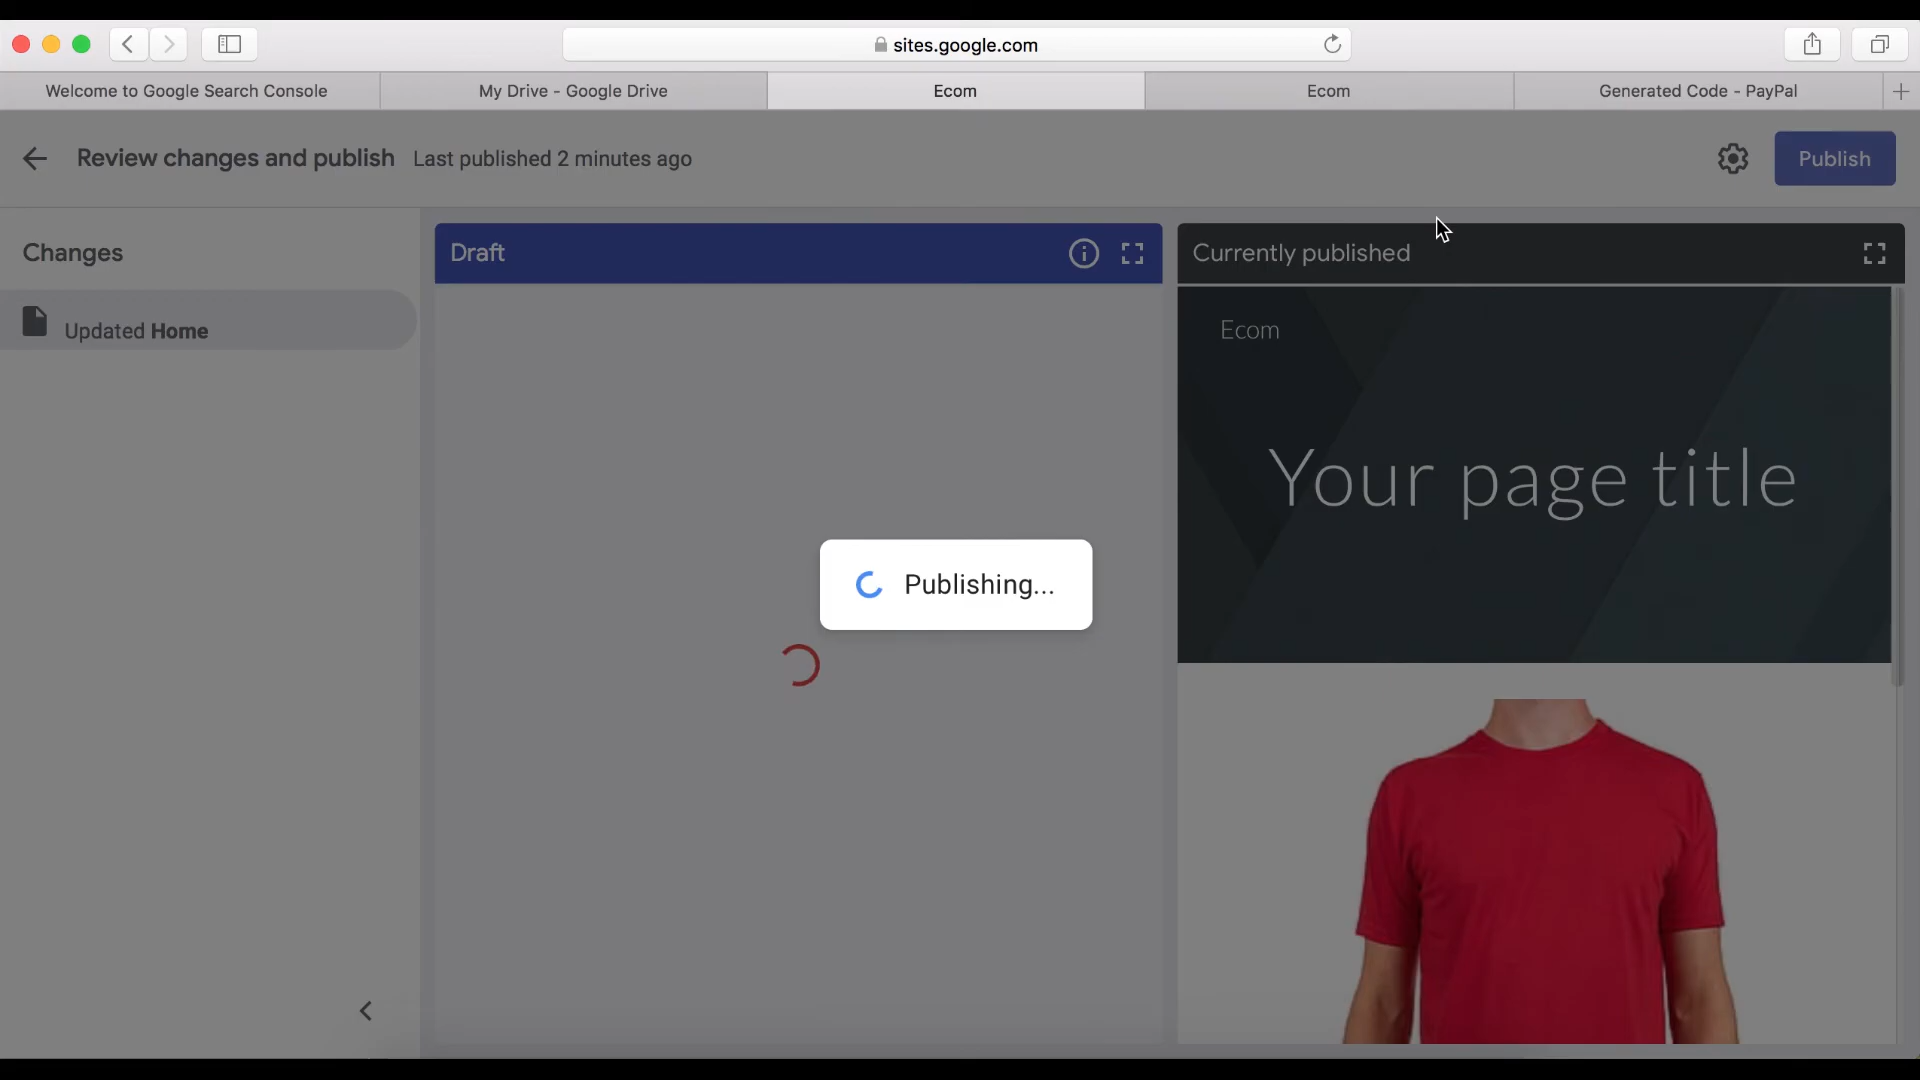 sites.google.com
Welcome to Google Search Console
My Drive - Google Drive
Ecom
Ecom
Generated Code - PayPal
Review changes and publish
Last published 2 minutes ago
Publish
Changes
Updated Home
Draft
Currently published
Ecom
Your page title
Publishing...